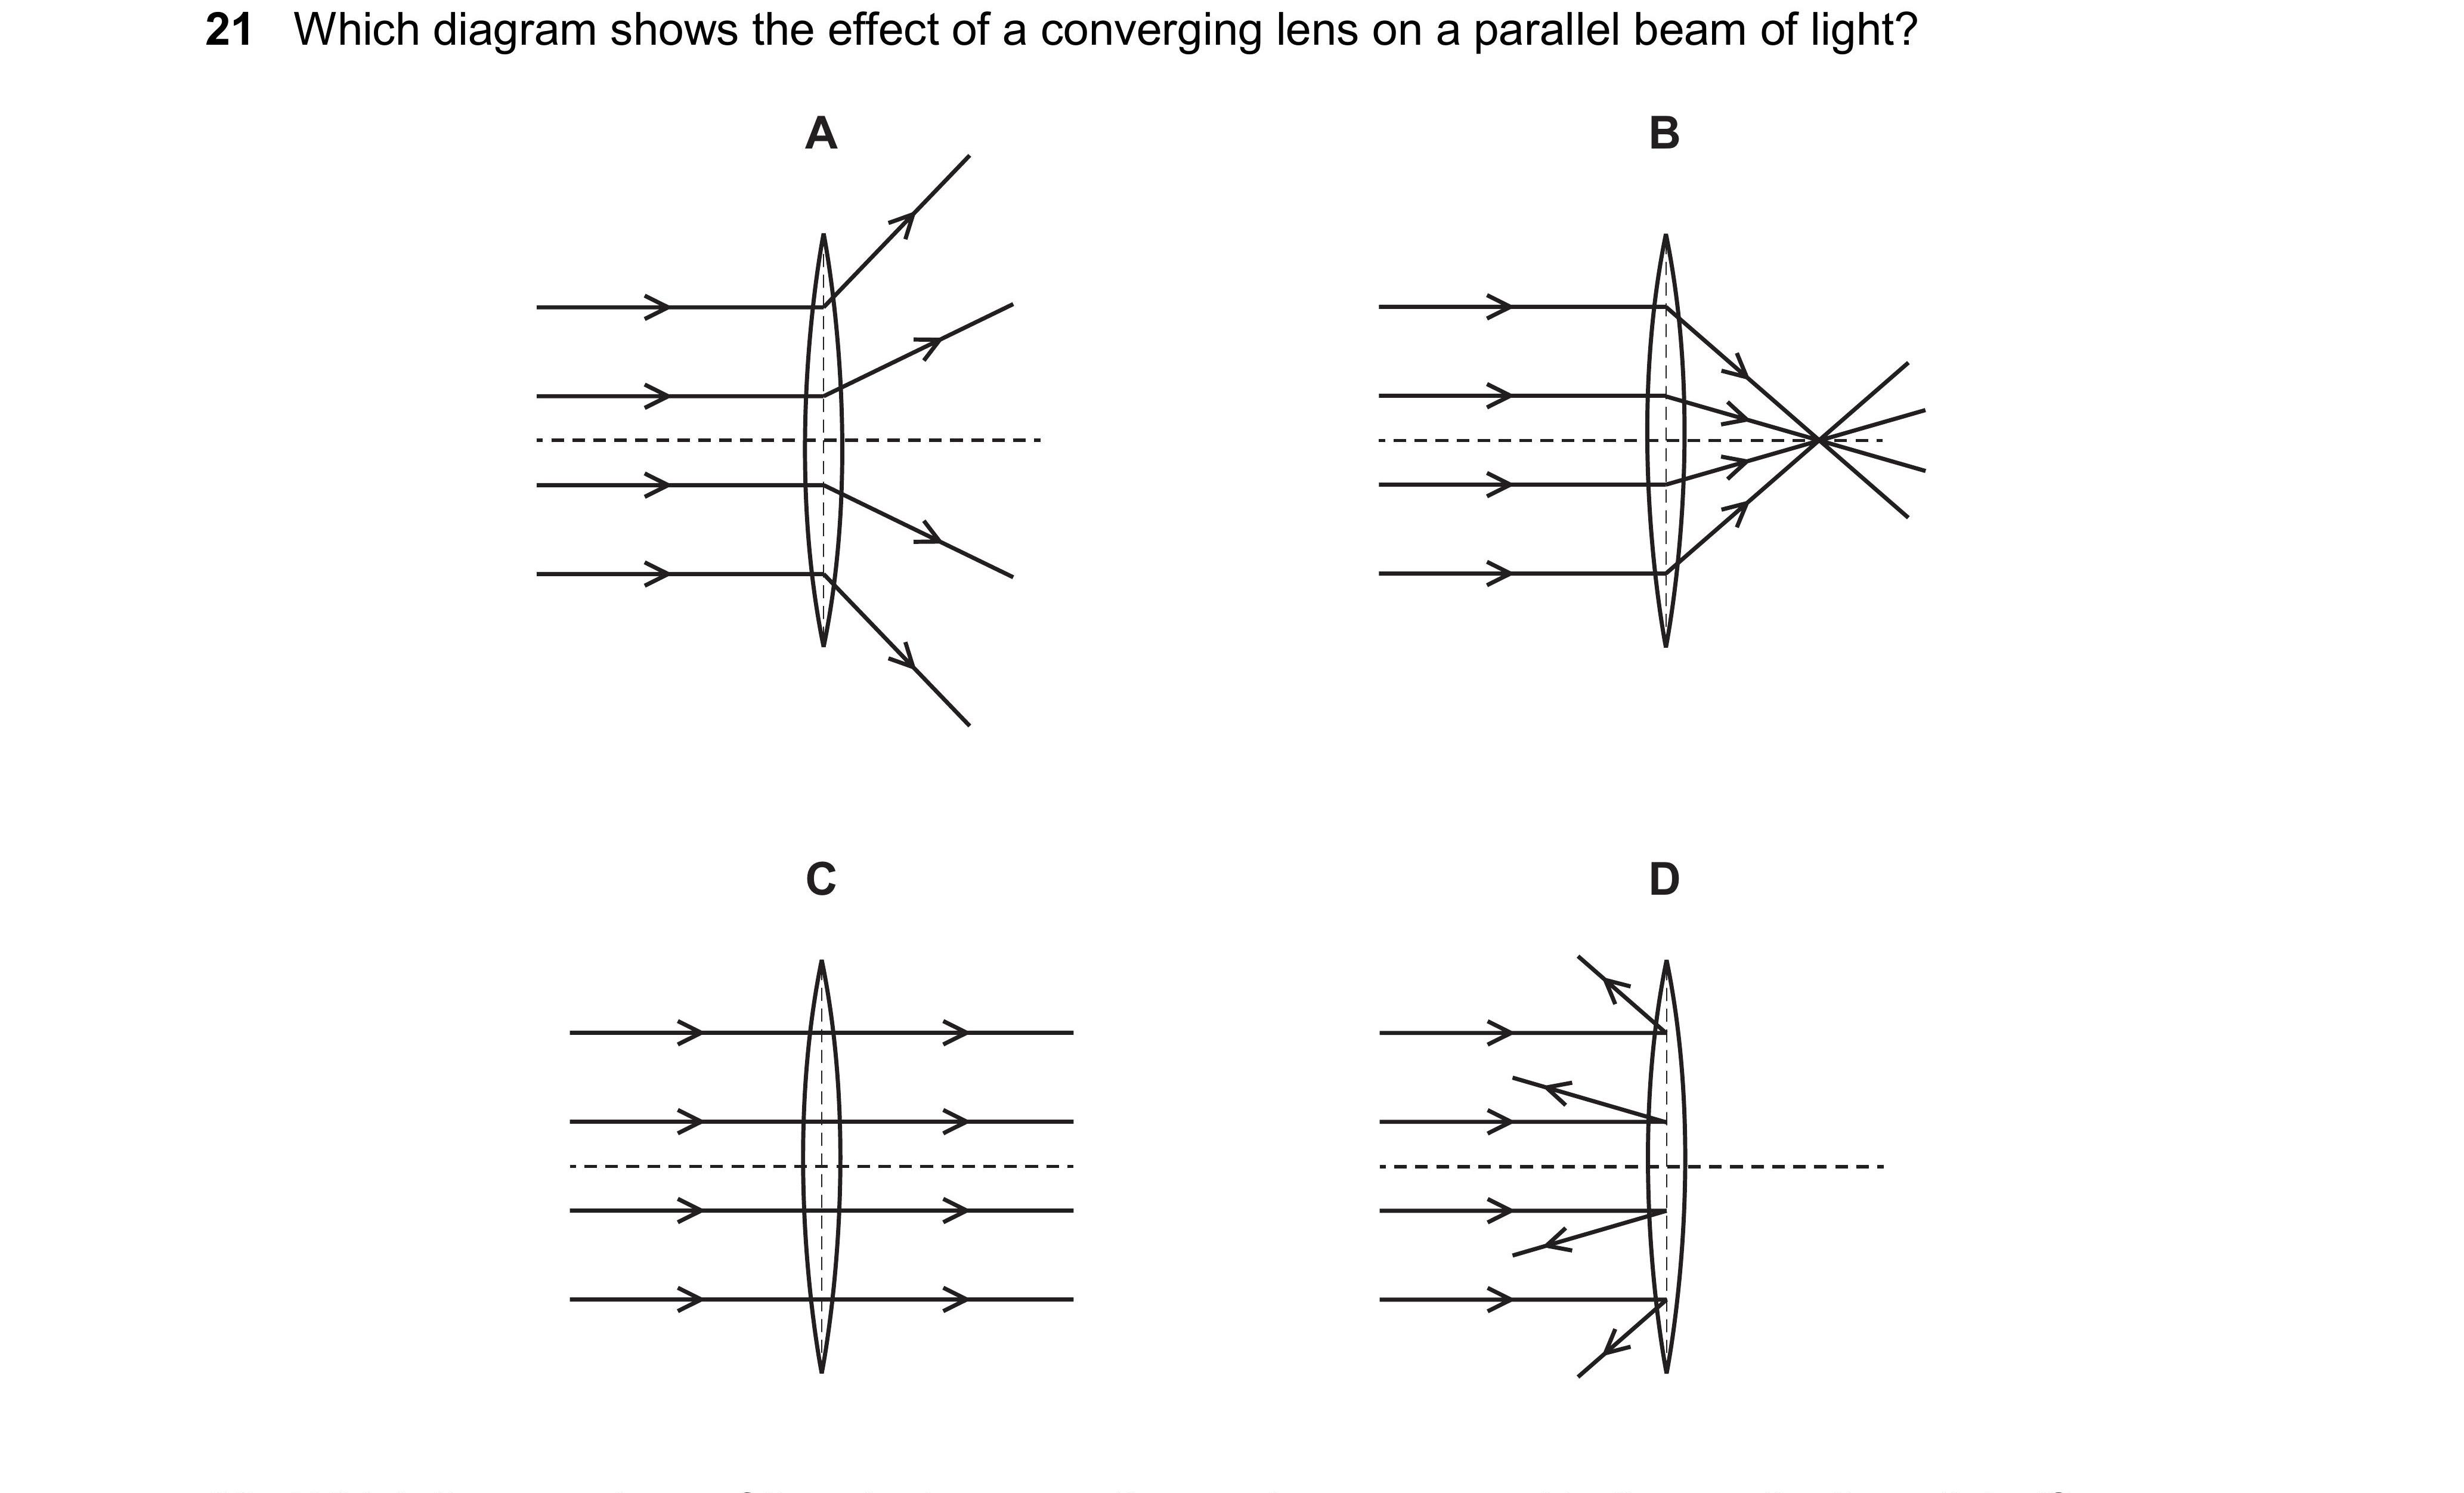 21 Which diagram shows the effect of a converging lens on a parallel beam of light?
A
B
C
D